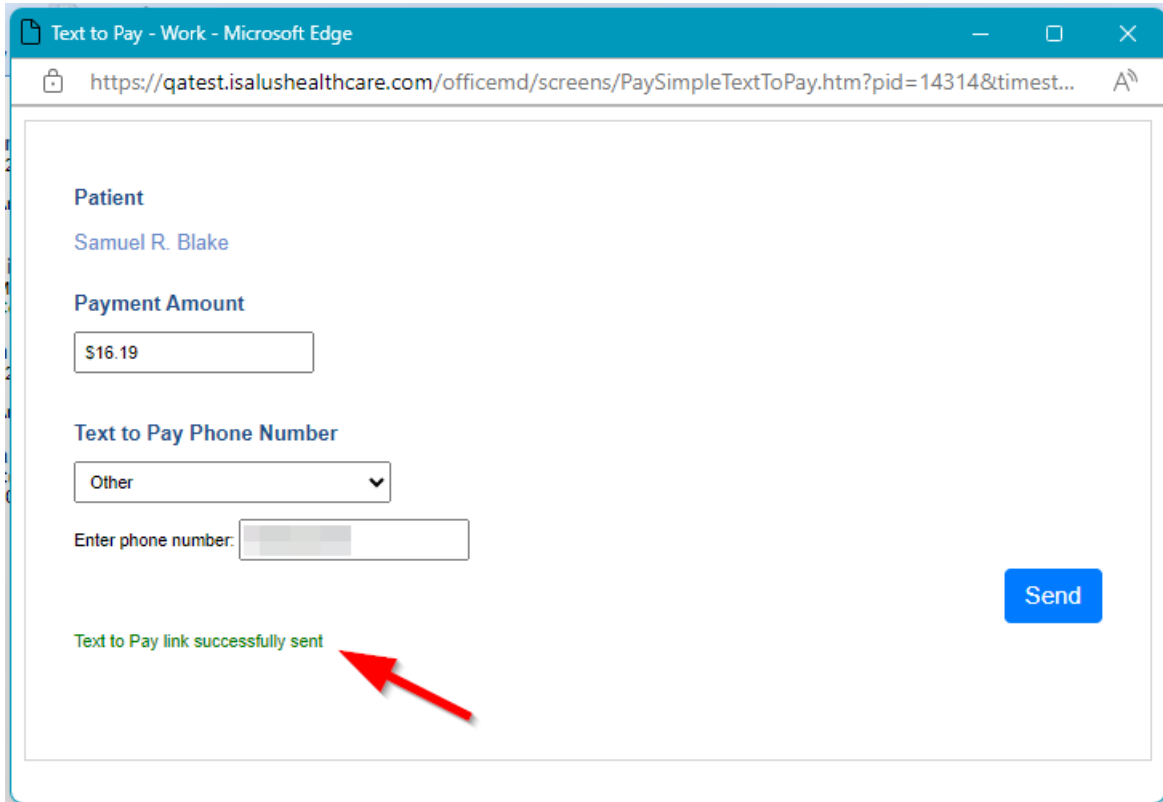 Text to Pay - Work - Microsoft Edge
https://qatest.isalushealthcare.com/officemd/screens/PaySimpleTextToPay.htm?pid=14314&timest...
Patient
Samuel R. Blake
Payment Amount
$16.19
Text to Pay Phone Number
Other
Enter phone number:
Send
Text to Pay link successfully sent